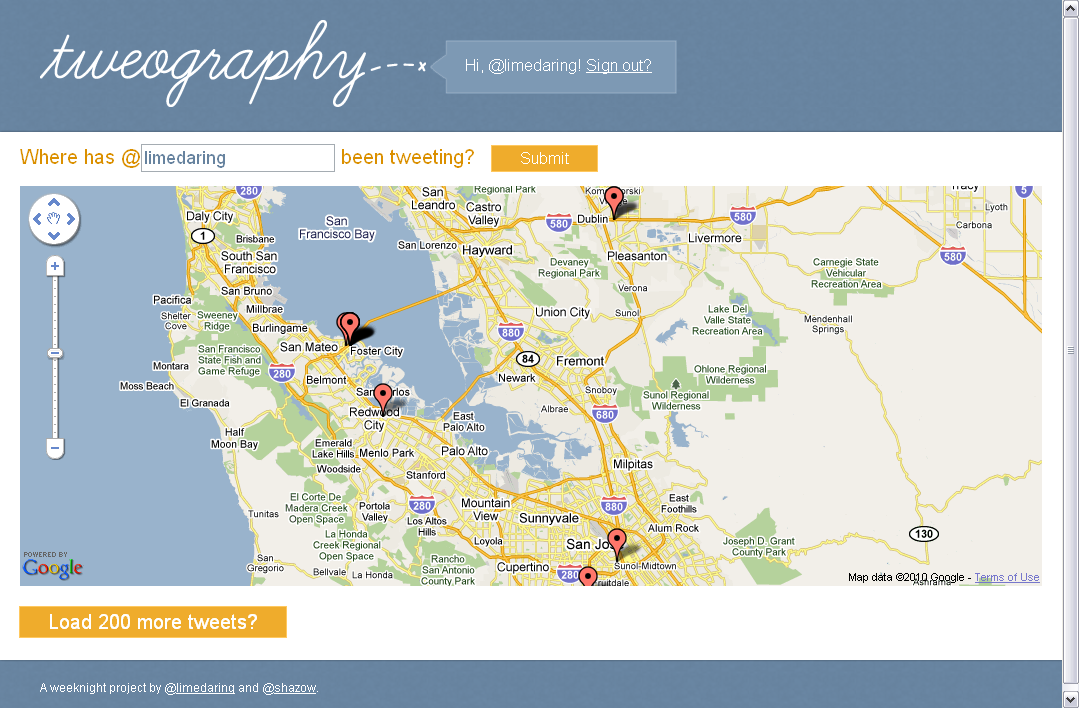 tweography
Hi, @limedaring! Sign out?
Where has @ limedaring been tweeting? Submit
280
Daly City
1
Brisbane
South San
Francisco
San Bruno
Pacifica
Millbrae
Shelter
Cove
Sweeney
Ridge
Burlingame
San Francisco
State Fish and
Game Refuge
San Mateo
Foster City
280
Montara
Moss Beach
El Granada
Belmont
Redwood
City
Half
Moon Bay
Emerald
Lake Hills
Menlo Park
Woodside
San
Francisco Bay
San
Leandro
Castro
Valley
Regional Park
San Lorenzo
Hayward
580
Dublin
Pleasanton
Livermore
580
5
Tracy
Lyoth
Carbona
580
Devaney
Regional Park
Verona
Union City
Sunol
Carnegie State
Vehicular
Recreation Area
Lake Del
Valle State
Recreation Area
Mendenhall
Springs
880
84
Fremont
Newark
Snoboy
Albrae
680
Ohlone Regional
Wilderness
Sunol Regional
Wilderness
East
Palo Alto
Palo Alto
Stanford
Milpitas
El Corte De
Madera Creek
Open Space
Portola
Valley
280
Los Altos
Hills
Mountain
View
Sunnyvale
880
East
Foothills
Alum Rock
Tunitas
La Honda
Creek Regional
Open Space
Loyola
San
Gregorio
Bellvale
La Honda
Rancho
San Antonio
County Park
Cupertino
280
Sunol-Midtown
Joseph D. Grant
County Park
130
POWERED BY
Google
Map data ©2010 Google - Terms of Use
Load 200 more tweets?
A weeknight project by @limedaring and @shazow.